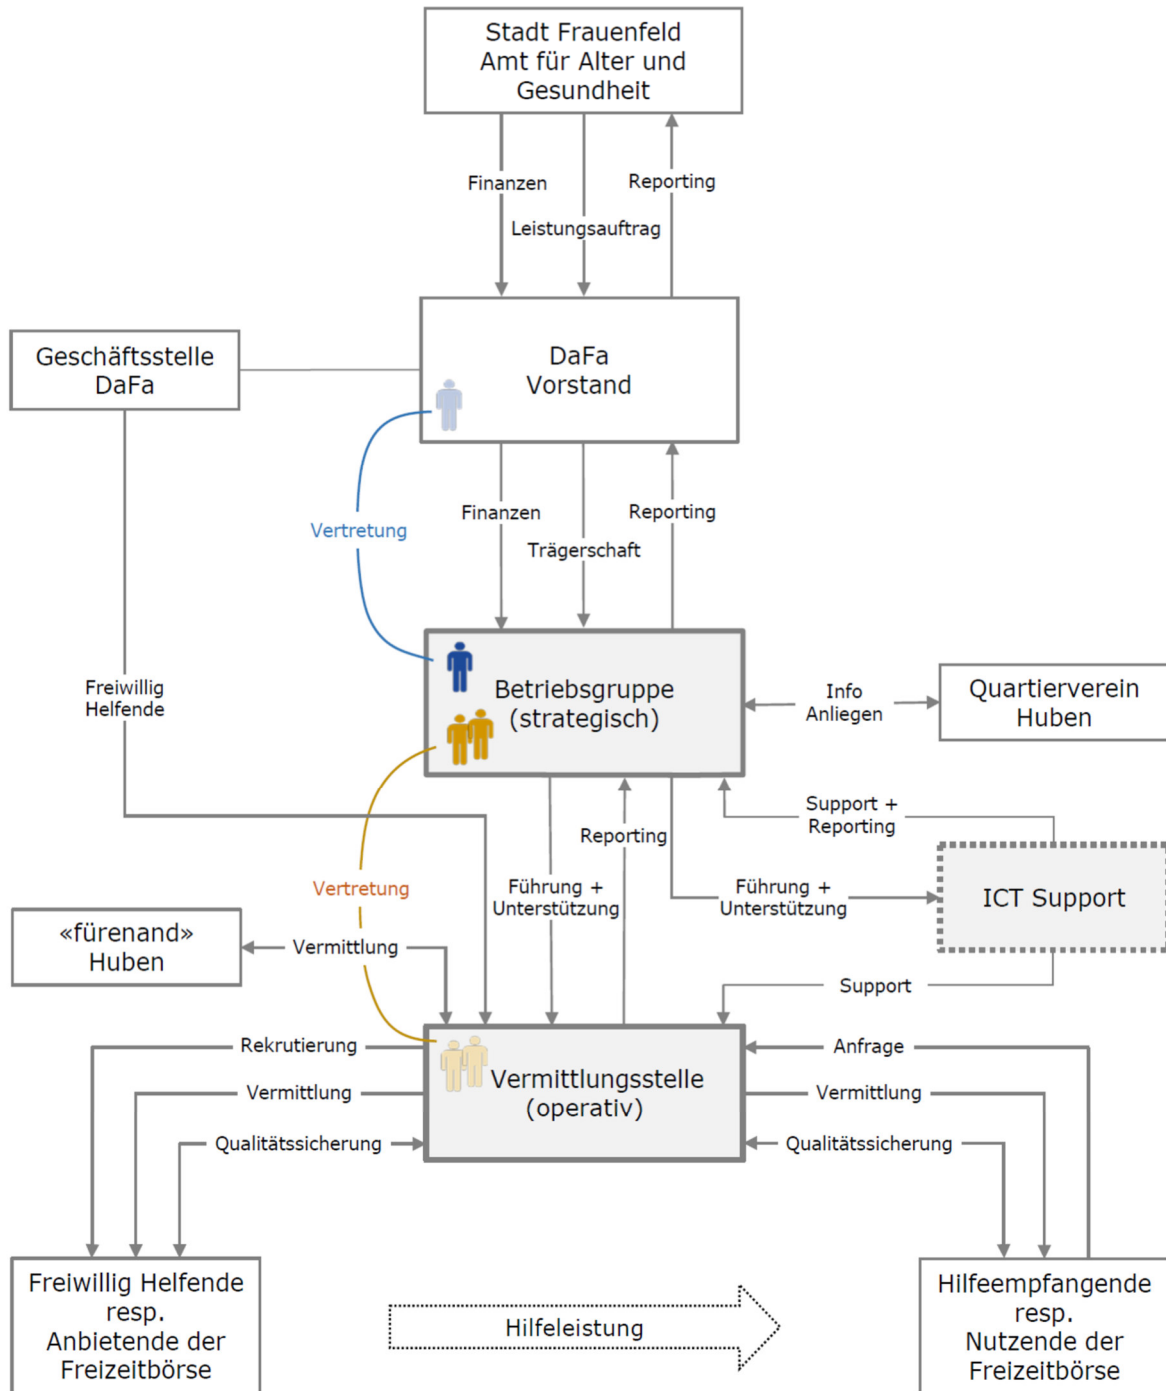 Stadt Frauenfeld
Amt für Alter und
Gesundheit
Finanzen
Reporting
Leistungsauftrag
Geschäftsstelle
DaFa
DaFa
Vorstand
Vertretung
Finanzen
Reporting
Trägerschaft
Freiwillig
Helfende
Betriebsgruppe
(strategisch)
Info
Anliegen
Quartierverein
Huben
Support +
Reporting
Reporting
Vertretung
Führung +
Unterstützung
Führung +
Unterstützung
ICT Support
«fürenand»
Huben
Vermittlung
Support
Rekrutierung
Vermittlung
Qualitätssicherung
Vermittlungsstelle
(operativ)
Anfrage
Vermittlung
Qualitätssicherung
Freiwillig Helfende
resp.
Anbietende der
Freizeitbörse
Hilfeleistung
Hilfeempfangende
resp.
Nutzende der
Freizeitbörse